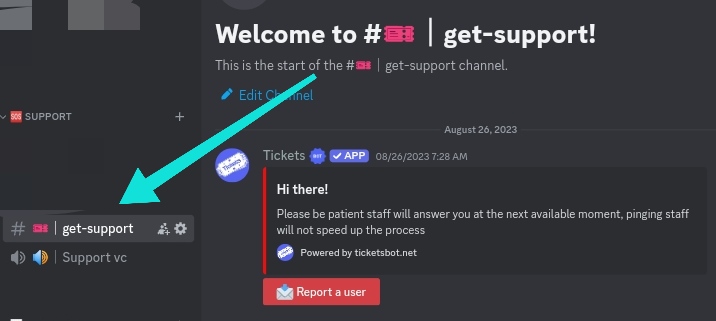 Welcome to #🎟️ | get-support!
This is the start of the #🎟️ | get-support channel.
Edit Channel
SOS SUPPORT
August 26, 2023
Tickets BOT ✓ APP 08/26/2023 7:28 AM
Tickets
Hi there!
Please be patient staff will answer you at the next available moment, pinging staff
will not speed up the process
Powered by ticketsbot.net
Report a user
# 🎟️ | get-support
🔊 | Support vc